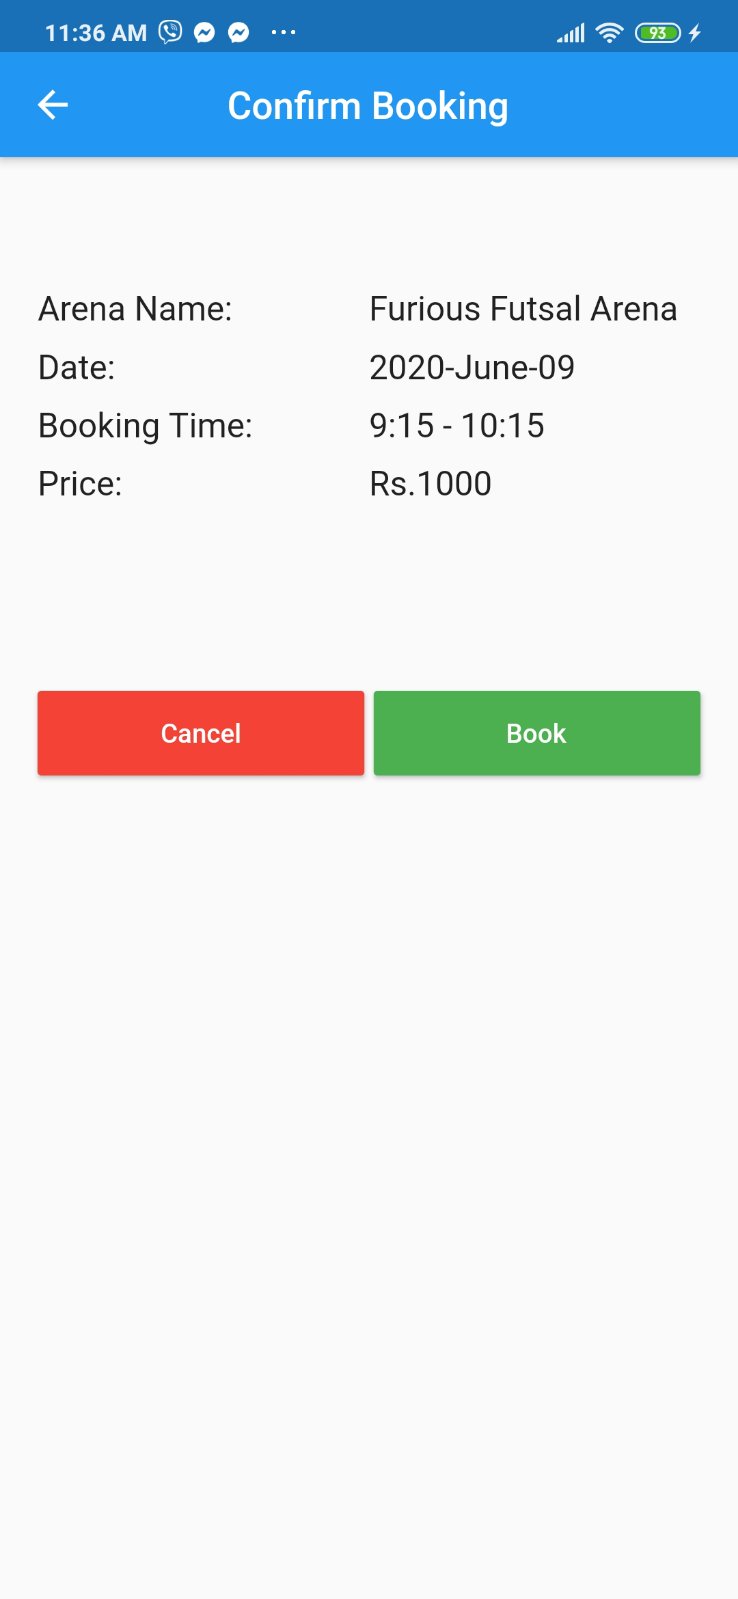 11:36 AM 93
Confirm Booking
Arena Name: Furious Futsal Arena
Date: 2020-June-09
Booking Time: 9:15 - 10:15
Price: Rs.1000
Cancel Book